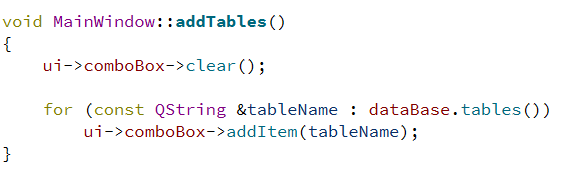 void MainWindow::addTables()
{
    ui->comboBox->clear();

    for (const QString &tableName : dataBase.tables())
        ui->comboBox->addItem(tableName);
}